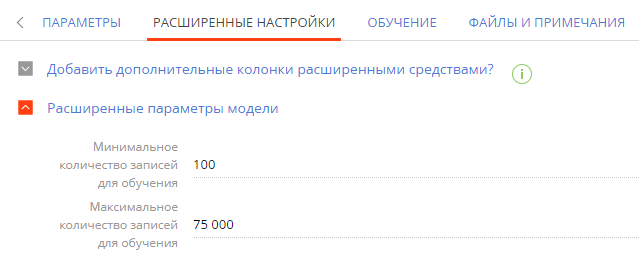 ПАРАМЕТРЫ РАСШИРЕННЫЕ НАСТРОЙКИ ОБУЧЕНИЕ ФАЙЛЫ И ПРИМЕЧАНИЯ
Добавить дополнительные колонки расширенными средствами? i
Расширенные параметры модели
Минимальное
количество записей 100
для обучения
Максимальное
количество записей 75 000
для обучения